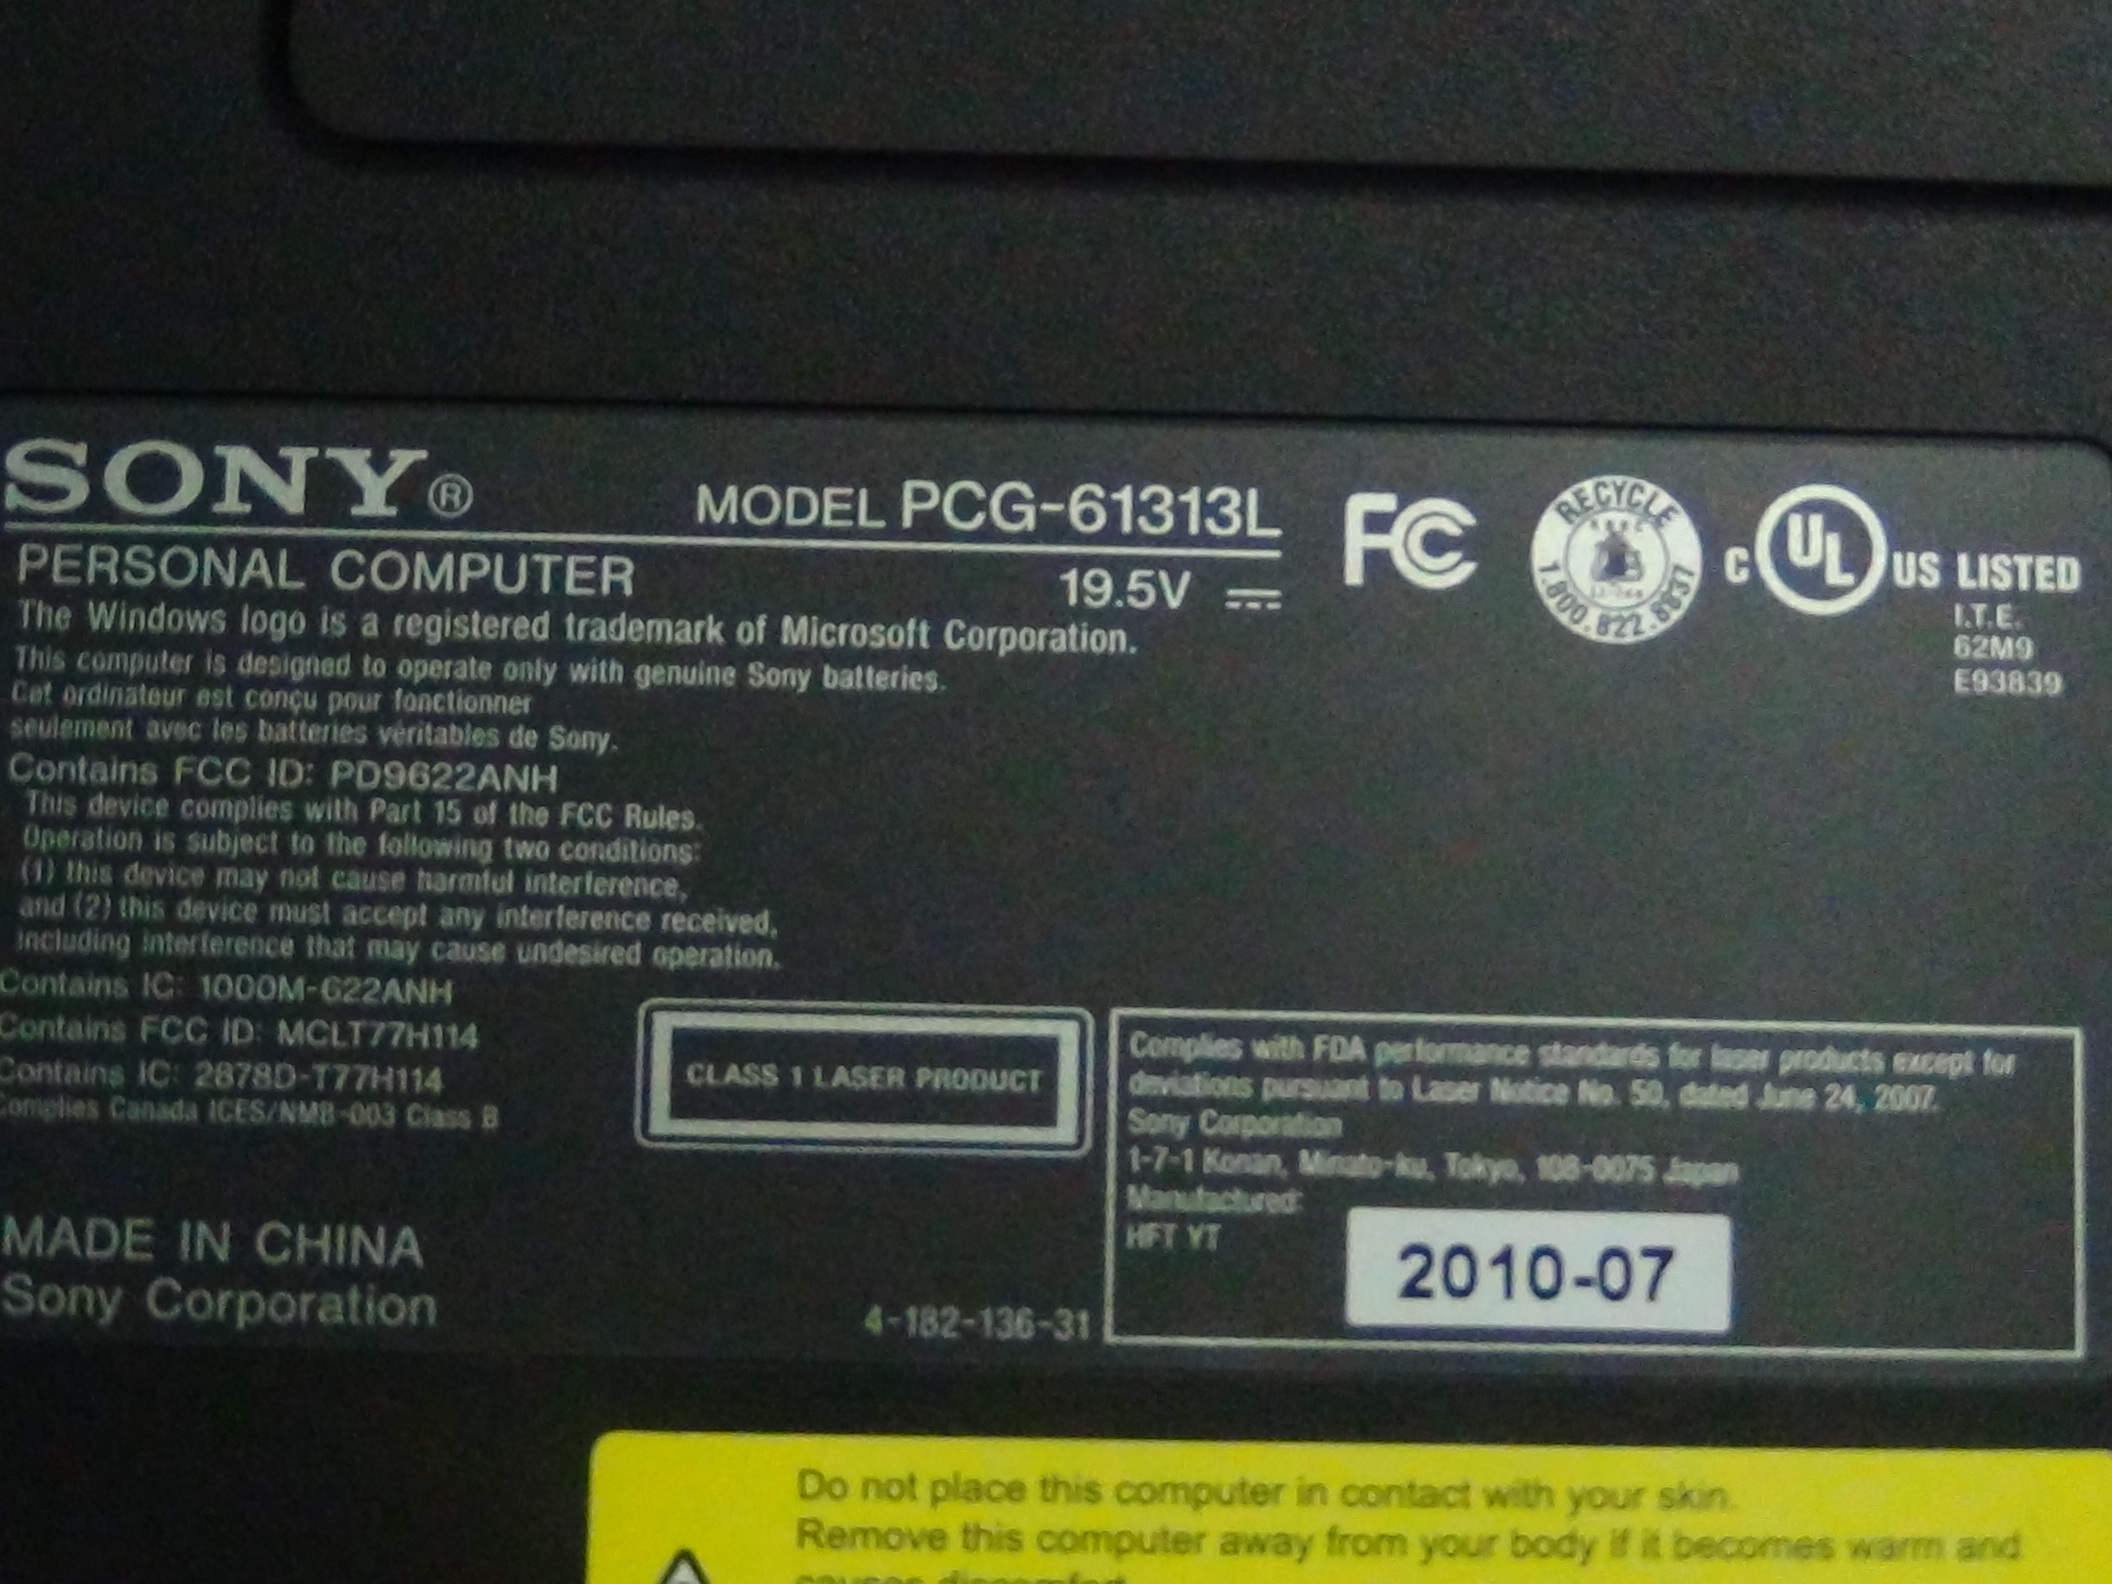 SONY®
MODEL PCG-61313L
PERSONAL COMPUTER
19.5V
The Windows logo is a registered trademark of Microsoft Corporation.
This computer is designed to operate only with genuine Sony batteries.
Cet ordinateur est conçu pour fonctionner
seulement avec les batteries véritables de Sony.
Contains FCC ID: PD9622ANH
This device complies with Part 15 of the FCC Rules.
Operation is subject to the following two conditions:
(1) this device may not cause harmful interference,
and (2) this device must accept any interference received,
including interference that may cause undesired operation.
Contains IC: 1000M-622ANH
Contains FCC ID: MCLT77H114
Contains IC: 2878D-T77H114
Complies Canada ICES/NMB-003 Class B
MADE IN CHINA
Sony Corporation
FC
RECYCLE
1.800.822.8837
C UL US LISTED
I.T.E.
62M9
E93839
CLASS 1 LASER PRODUCT
4-182-136-31
Complies with FDA performance standards for laser products except for
deviations pursuant to Laser Notice No. 50, dated June 24, 2007.
Sony Corporation
1-7-1 Konan, Minato-ku, Tokyo, 108-0075 Japan
Manufactured:
HFT YT
2010-07
Do not place this computer in contact with your skin.
Remove this computer away from your body if it becomes warm and
causes discomfort.